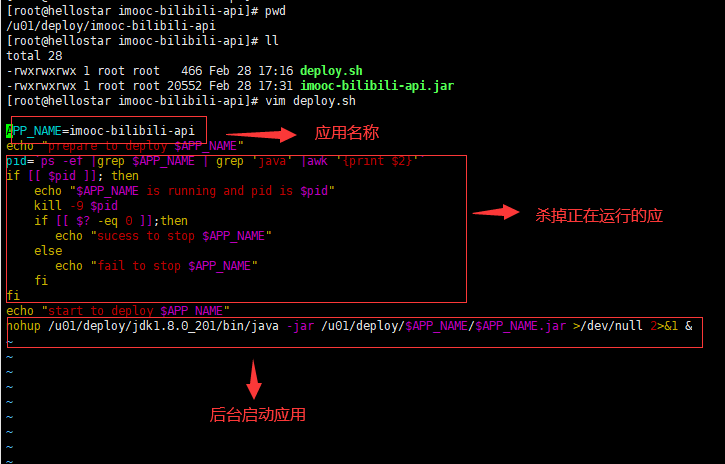 [root@hellostar imooc-bilibili-api]# pwd
/u01/deploy/imooc-bilibili-api
[root@hellostar imooc-bilibili-api]# ll
total 28
-rwxrwxrwx 1 root root   466 Feb 28 17:16 deploy.sh
-rwxrwxrwx 1 root root 20552 Feb 28 17:31 imooc-bilibili-api.jar
[root@hellostar imooc-bilibili-api]# vim deploy.sh
APP_NAME=imooc-bilibili-api
应用名称
echo "prepare to deploy $APP_NAME"
pid=`ps -ef |grep $APP_NAME | grep 'java' |awk '{print $2}'`
if [[ $pid ]]; then
    echo "$APP_NAME is running and pid is $pid"
    kill -9 $pid
    if [[ $? -eq 0 ]];then
       echo "sucess to stop $APP_NAME"
    else
       echo "fail to stop $APP_NAME"
    fi
fi
杀掉正在运行的应
echo "start to deploy $APP_NAME"
nohup /u01/deploy/jdk1.8.0_201/bin/java -jar /u01/deploy/$APP_NAME/$APP_NAME.jar >/dev/null 2>&1 &
~
~
~
~
~
~
~
~
~
后台启动应用